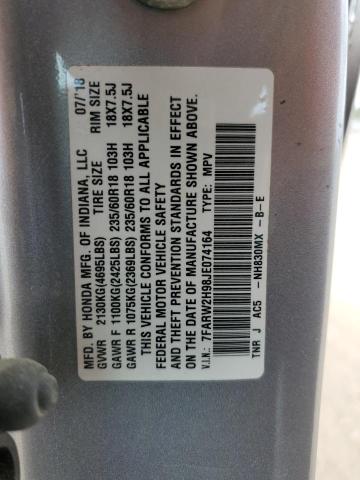 MFD. BY HONDA MFG. OF INDIANA, LLC 07/'18
GVWR 2130KG(4695LBS) TIRE SIZE RIM SIZE
GAWR F 1100KG(2425LBS) 235/60R18 103H 18X7.5J
GAWR R 1075KG(2369LBS) 235/60R18 103H 18X7.5J
THIS VEHICLE CONFORMS TO ALL APPLICABLE
FEDERAL MOTOR VEHICLE SAFETY
AND THEFT PREVENTION STANDARDS IN EFFECT
ON THE DATE OF MANUFACTURE SHOWN ABOVE.
V.I.N.: 7FARW2H98JE074164 TYPE: MPV
TNR J AC5 -NH830MX -B-E